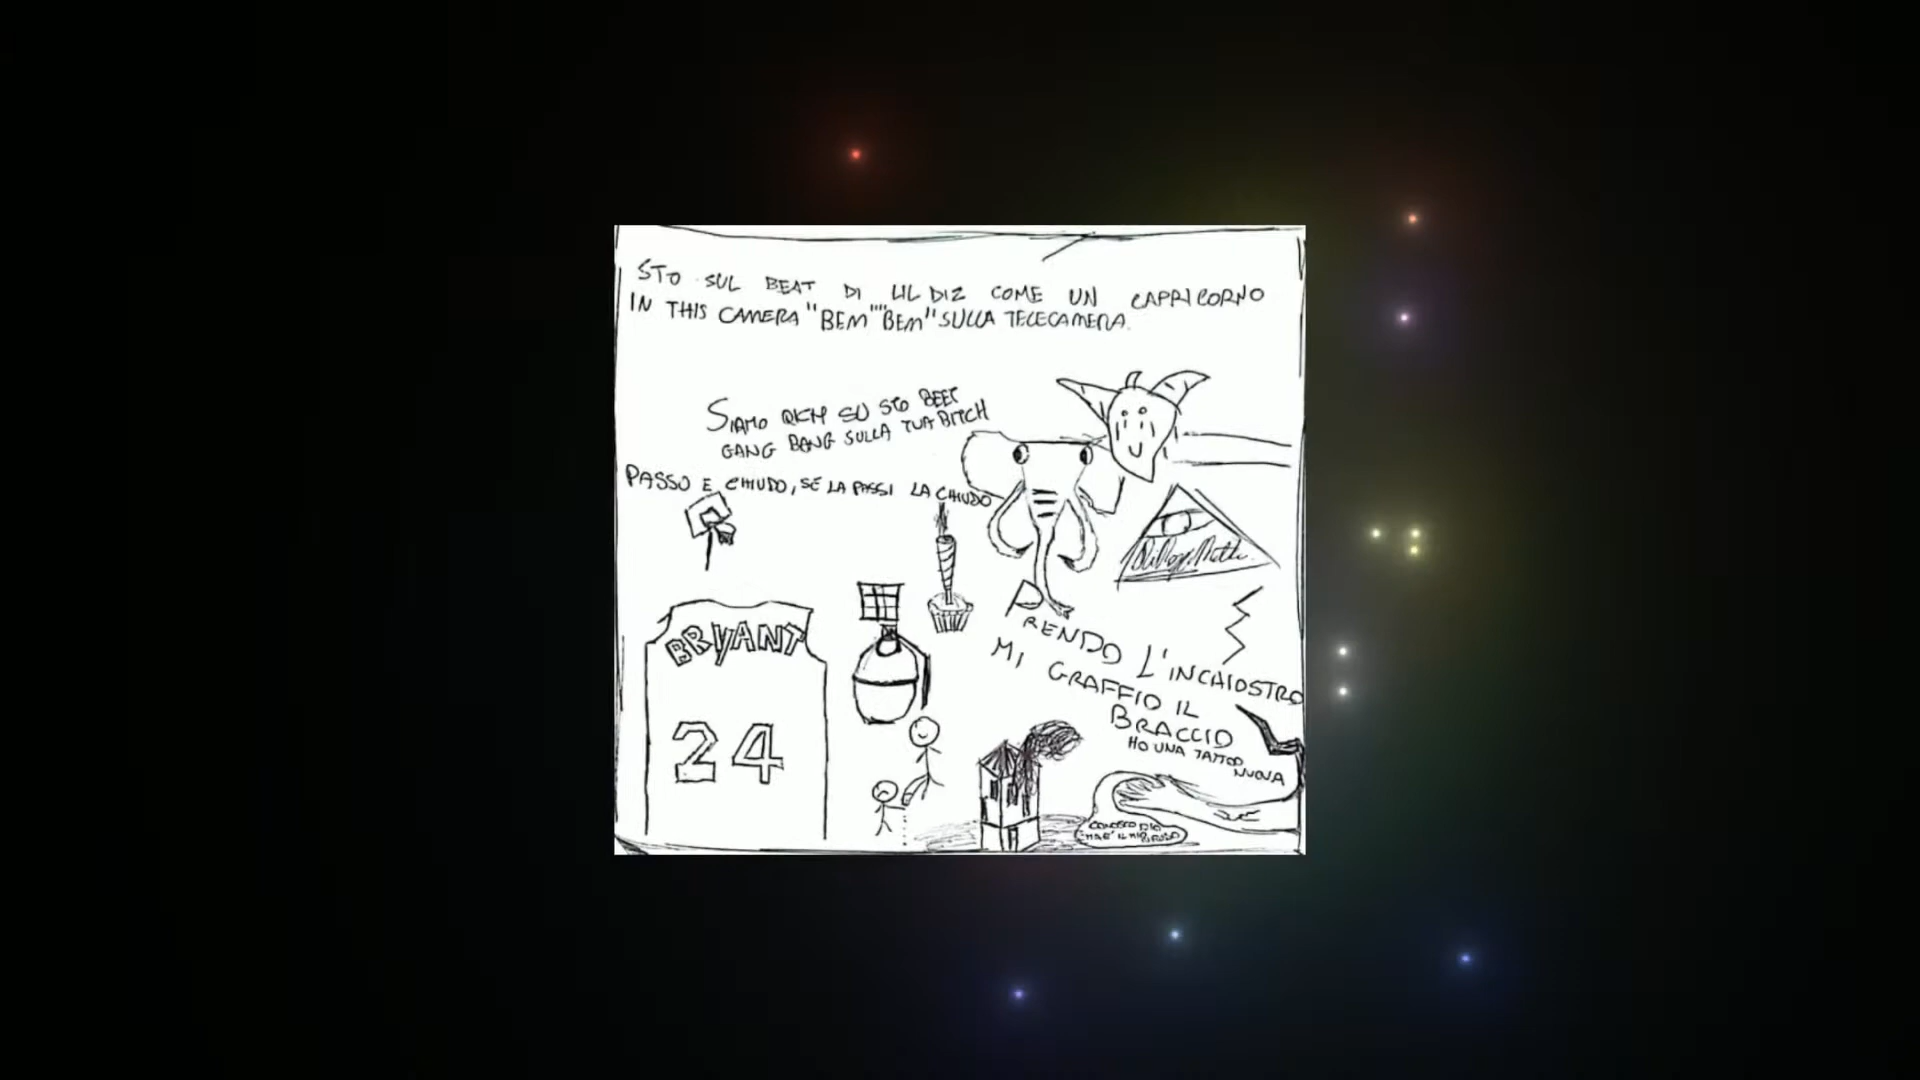 STO SUL BEAT DI LIL DIZ COME UN CAPRICORNO
IN THIS CAMERA "BEM""BEM" SULLA TELECAMERA.
SIAMO SU STO BEET
GANG BANG SULLA TUA BITCH
PASSO E CHIUDO, SE LA PASSI LA CHIUDO
BRYANT
24
PRENDO L'INCHIOSTRO
MI GRAFFIO IL
BRACCIO
HO UNA TATTOO
NUOVA
CONOSCO DIO